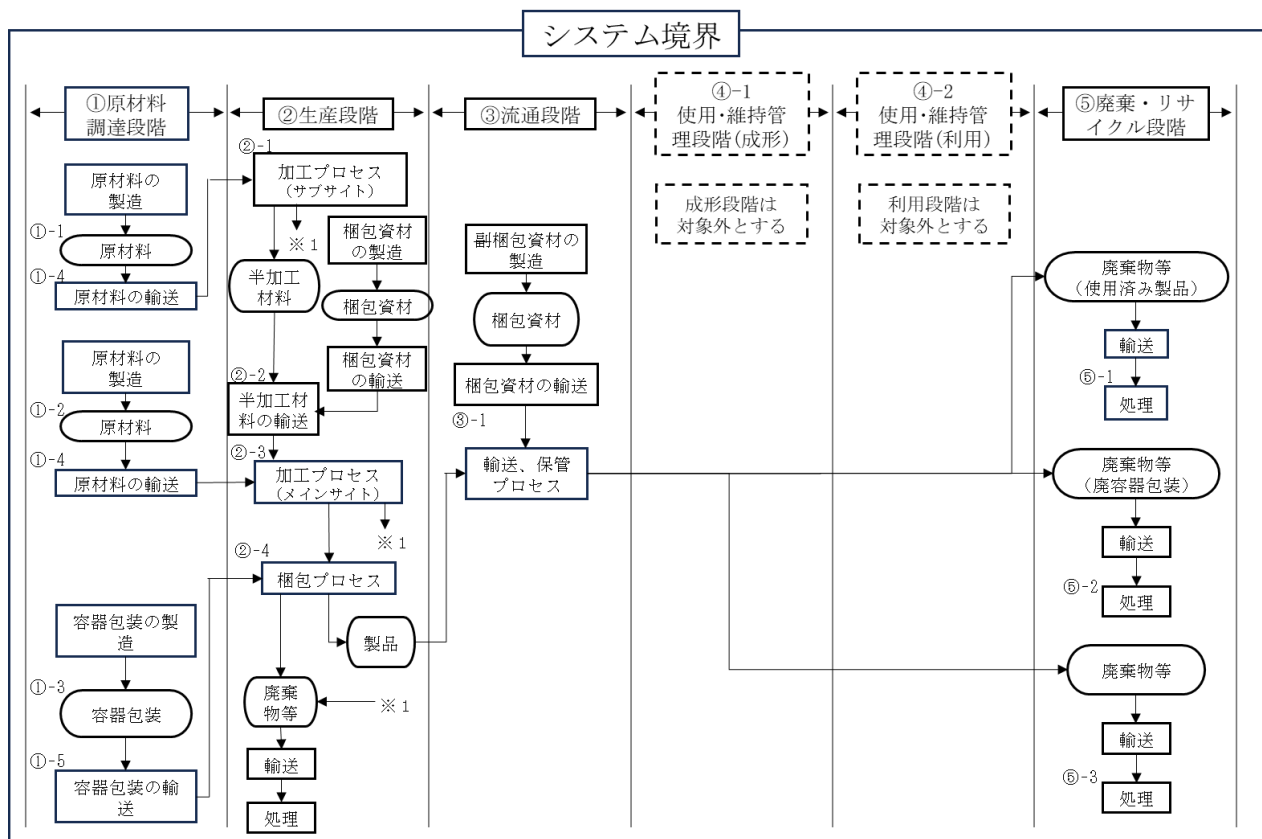 システム境界
①原材料
調達段階
②生産段階
③流通段階
④-1
使用･維持管
理段階(成形)
④-2
使用･維持管
理段階(利用)
⑤廃棄・リサ
イクル段階
原材料の
製造
①-1
原材料
①-4
原材料の輸送
原材料の
製造
①-2
原材料
①-4
原材料の輸送
容器包装の製
造
①-3
容器包装
①-5
容器包装の輸
送
②-1
加工プロセス
(サブサイト)
※1
半加工
材料
梱包資材
の製造
梱包資材
梱包資材
の輸送
②-2
半加工材
料の輸送
②-3
加工プロセス
(メインサイト)
※1
②-4
梱包プロセス
製品
廃棄
物等
※1
輸送
処理
副梱包資材の
製造
梱包資材
梱包資材の輸送
③-1
輸送、保管
プロセス
成形段階は
対象外とする
利用段階は
対象外とする
廃棄物等
(使用済み製品)
輸送
⑤-1
処理
廃棄物等
(廃容器包装)
輸送
⑤-2
処理
廃棄物等
輸送
⑤-3
処理